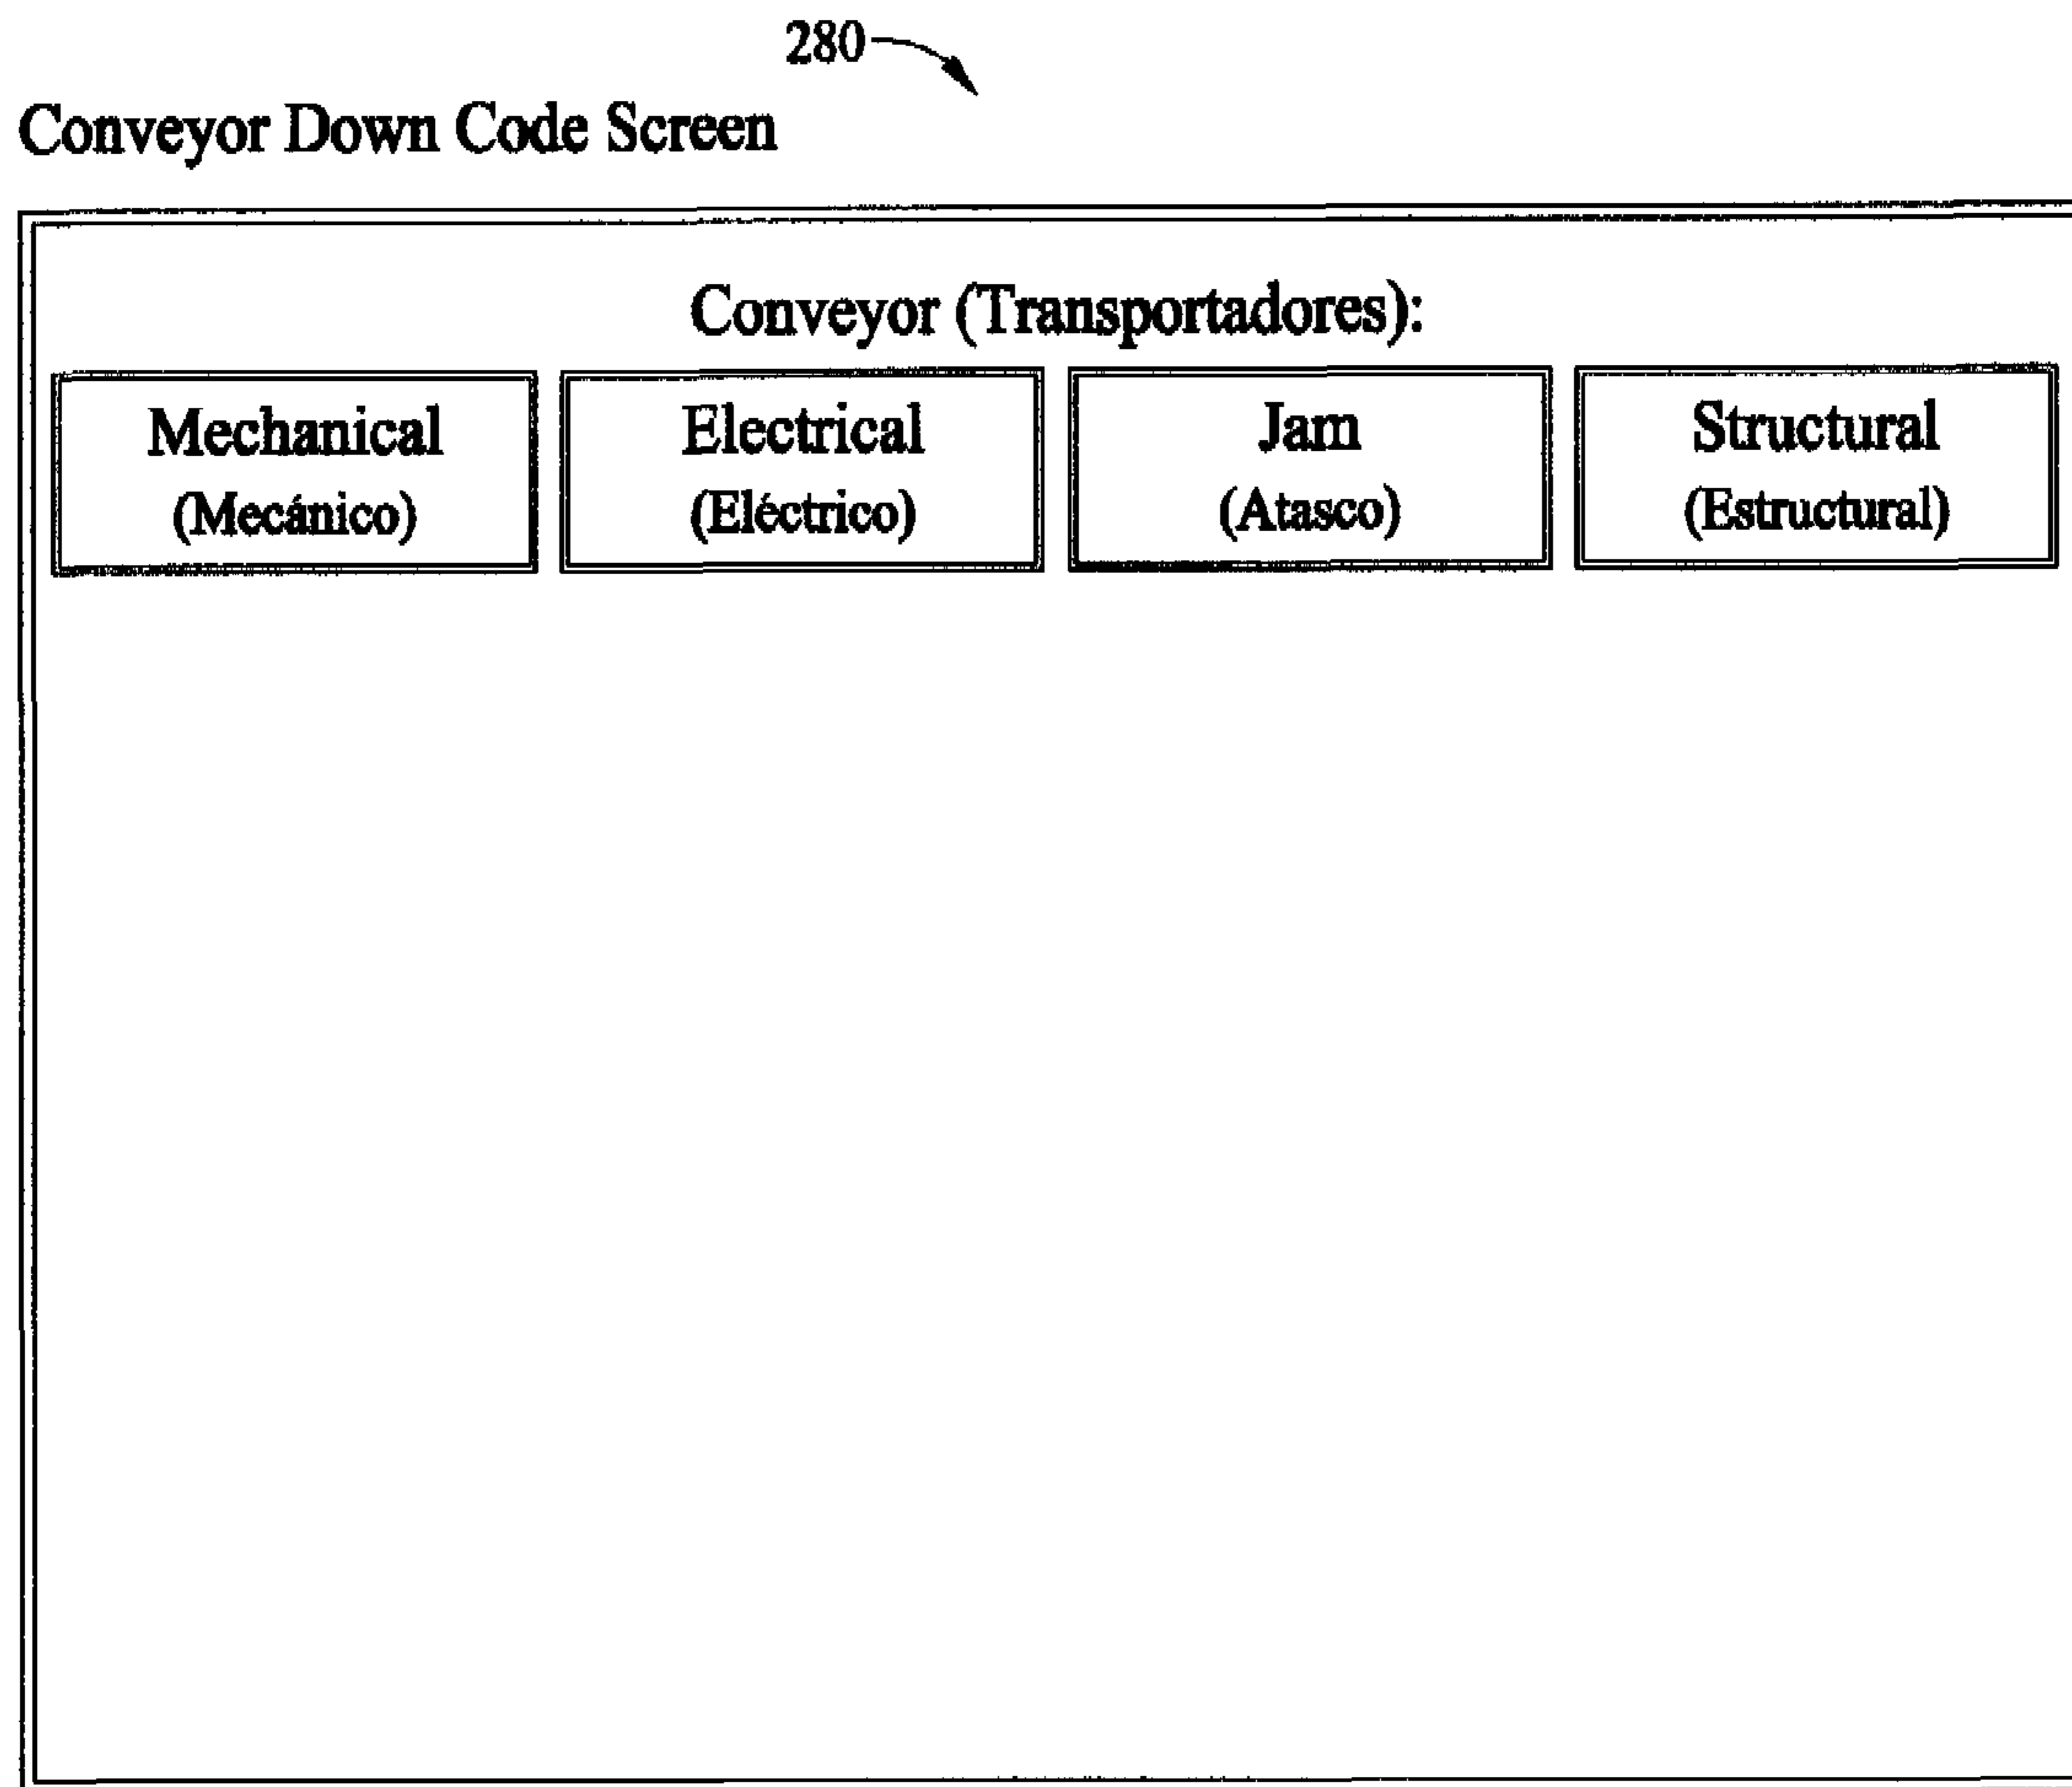 280
Conveyor Down Code Screen
Conveyor (Transportadores):
Mechanical
(Mecánico)
Electrical
(Eléctrico)
Jam
(Atasco)
Structural
(Estructural)